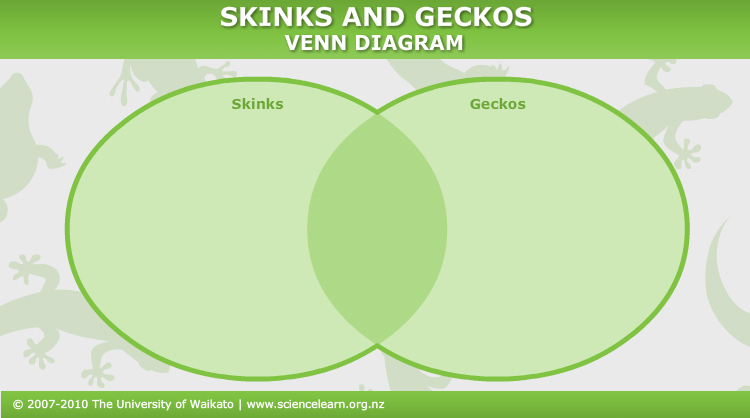 SKINKS AND GECKOS
VENN DIAGRAM
Skinks
Geckos
© 2007-2010 The University of Waikato | www.sciencelearn.org.nz